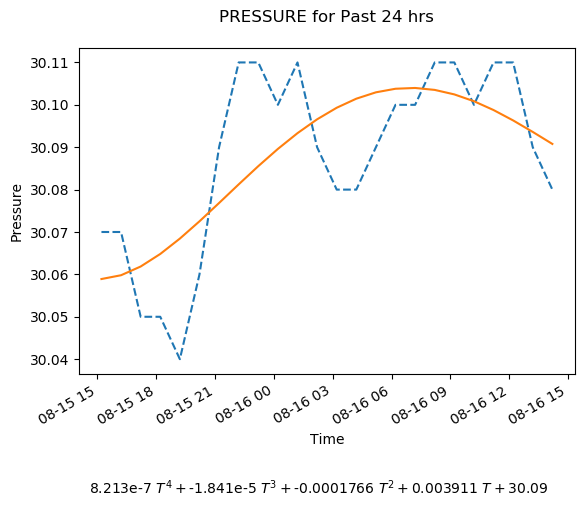 PRESSURE for Past 24 hrs
30.11
30.10
30.09
30.08
30.07
30.06
30.05
30.04
Pressure
08-15 15 08-15 18 08-15 21 08-16 00 08-16 03 08-16 06 08-16 09 08-16 12 08-16 15
Time
8.213e-7 T⁴ + -1.841e-5 T³ + -0.0001766 T² + 0.003911 T + 30.09